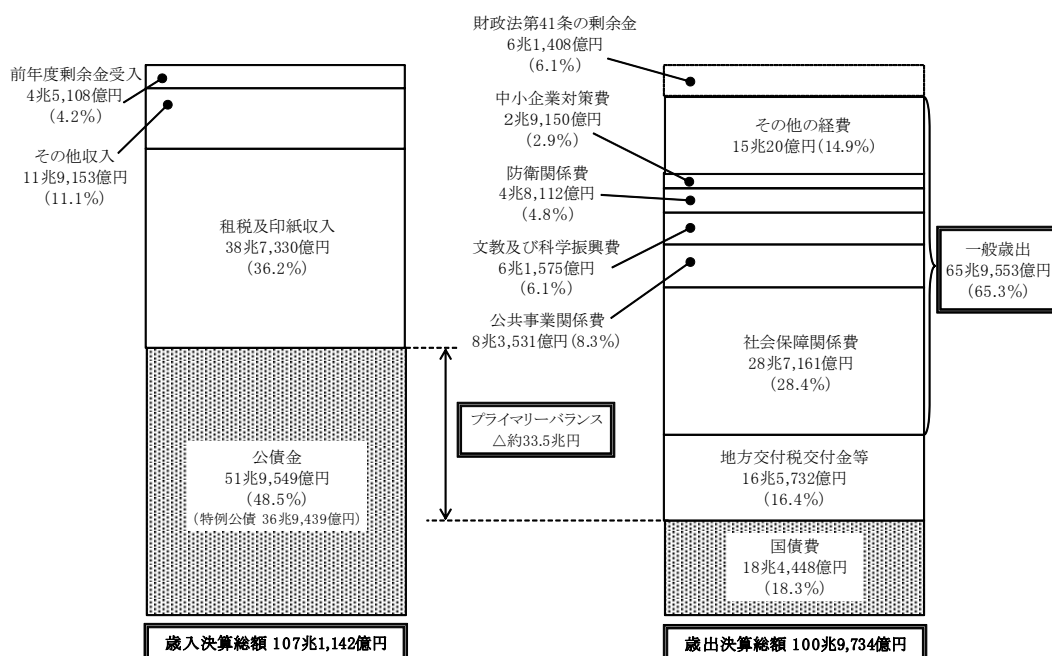 前年度剰余金受入
4兆5,108億円
(4.2%)
その他収入
11兆9,153億円
(11.1%)
租税及印紙収入
38兆7,330億円
(36.2%)
公債金
51兆9,549億円
(48.5%)
(特例公債 36兆9,439億円)
歳入決算総額 107兆1,142億円
プライマリーバランス
△約33.5兆円
財政法第41条の剰余金
6兆1,408億円
(6.1%)
中小企業対策費
2兆9,150億円
(2.9%)
防衛関係費
4兆8,112億円
(4.8%)
文教及び科学振興費
6兆1,575億円
(6.1%)
公共事業関係費
8兆3,531億円(8.3%)
その他の経費
15兆20億円(14.9%)
社会保障関係費
28兆7,161億円
(28.4%)
地方交付税交付金等
16兆5,732億円
(16.4%)
国債費
18兆4,448億円
(18.3%)
歳出決算総額 100兆9,734億円
一般歳出
65兆9,553億円
(65.3%)